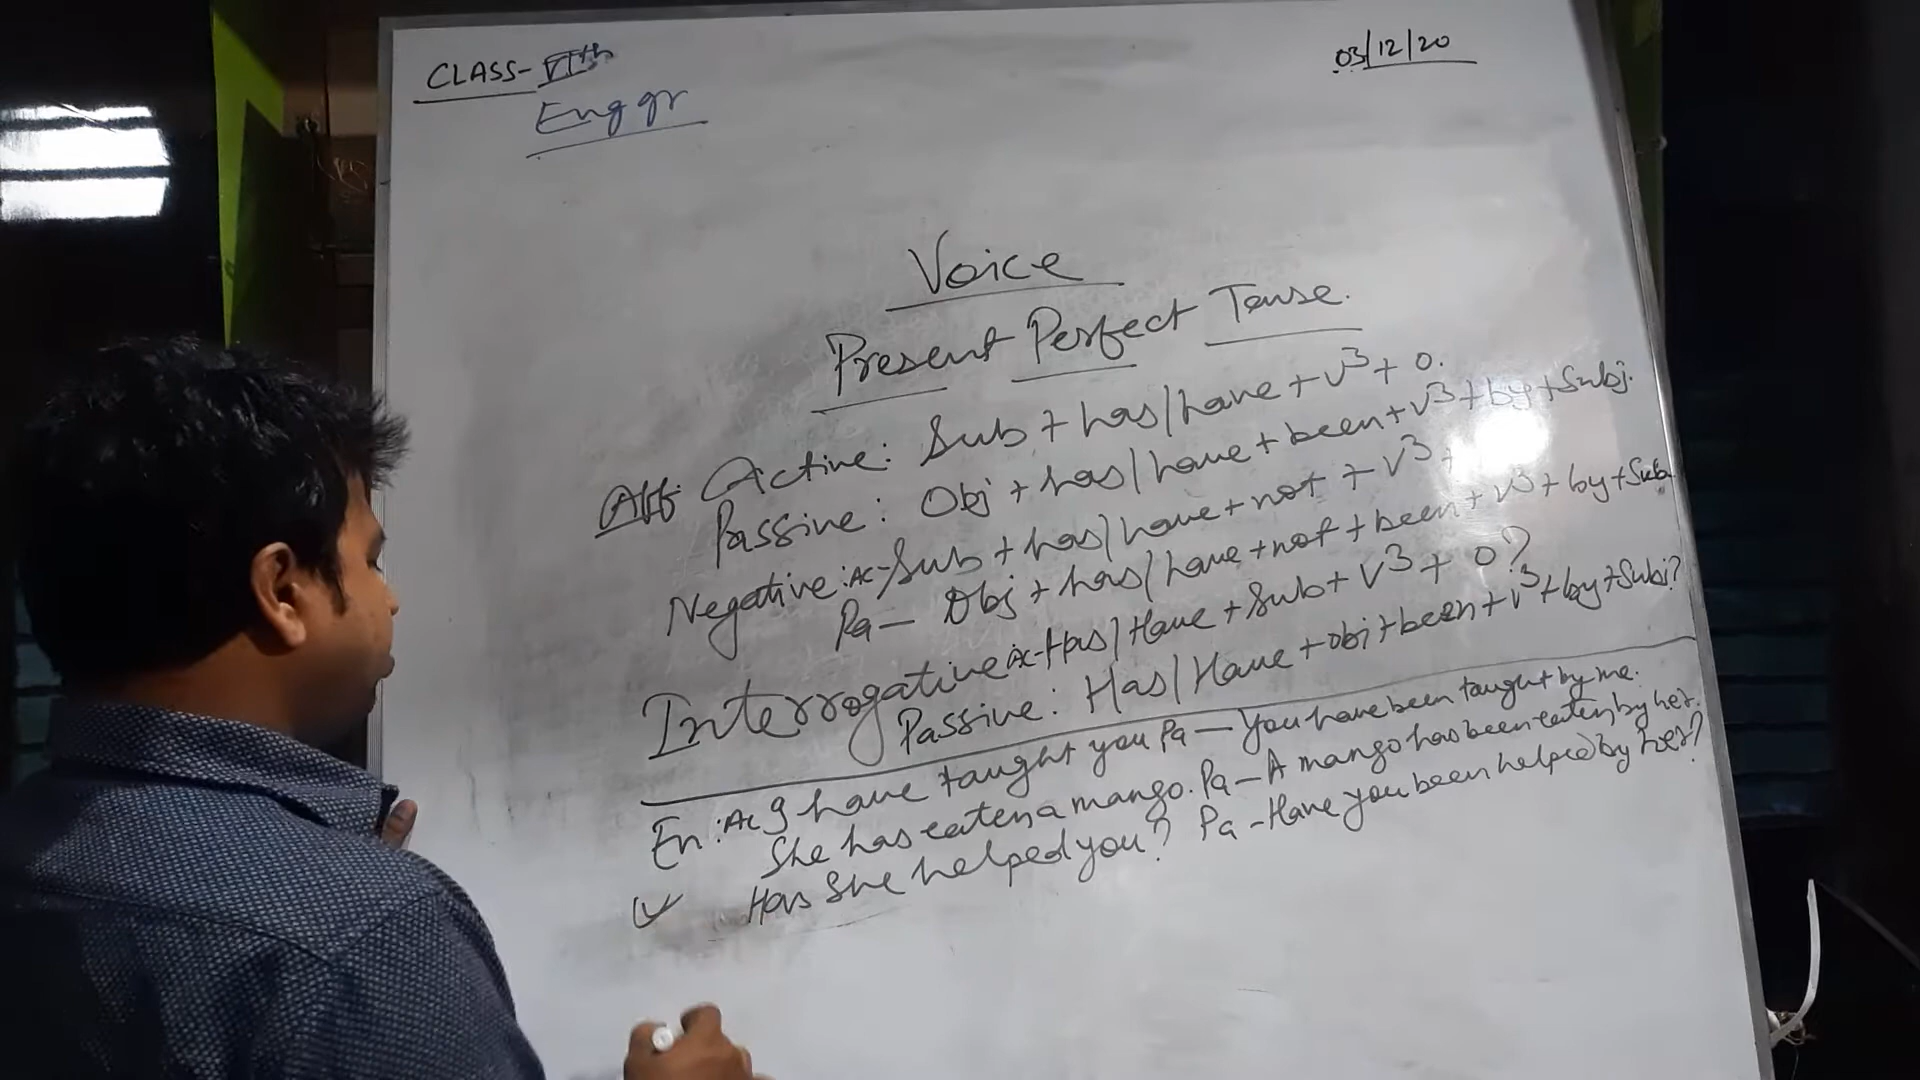 CLASS-VIth
03/12/20
Eng gr
Voice
Present Perfect Tense.
Aff. Active: Sub + has/have + v3 + o.
Passive: Obj + has/have + been + v3 + by + Subj.
Negative: Ac- Sub + has/have + not + v3 +
Pa- Obj + has/have + not + been + v3 + by + Sub
Interrogative Ac- Has/Have + Sub + v3 + o?
Passive: Has/Have + obj + been + v3 + by + Subj?
En: Ac I have taught you Pa- You have been taught by me.
She has eaten a mango. Pa- A mango has been eaten by her.
Has She helped you? Pa- Have you been helped by her?